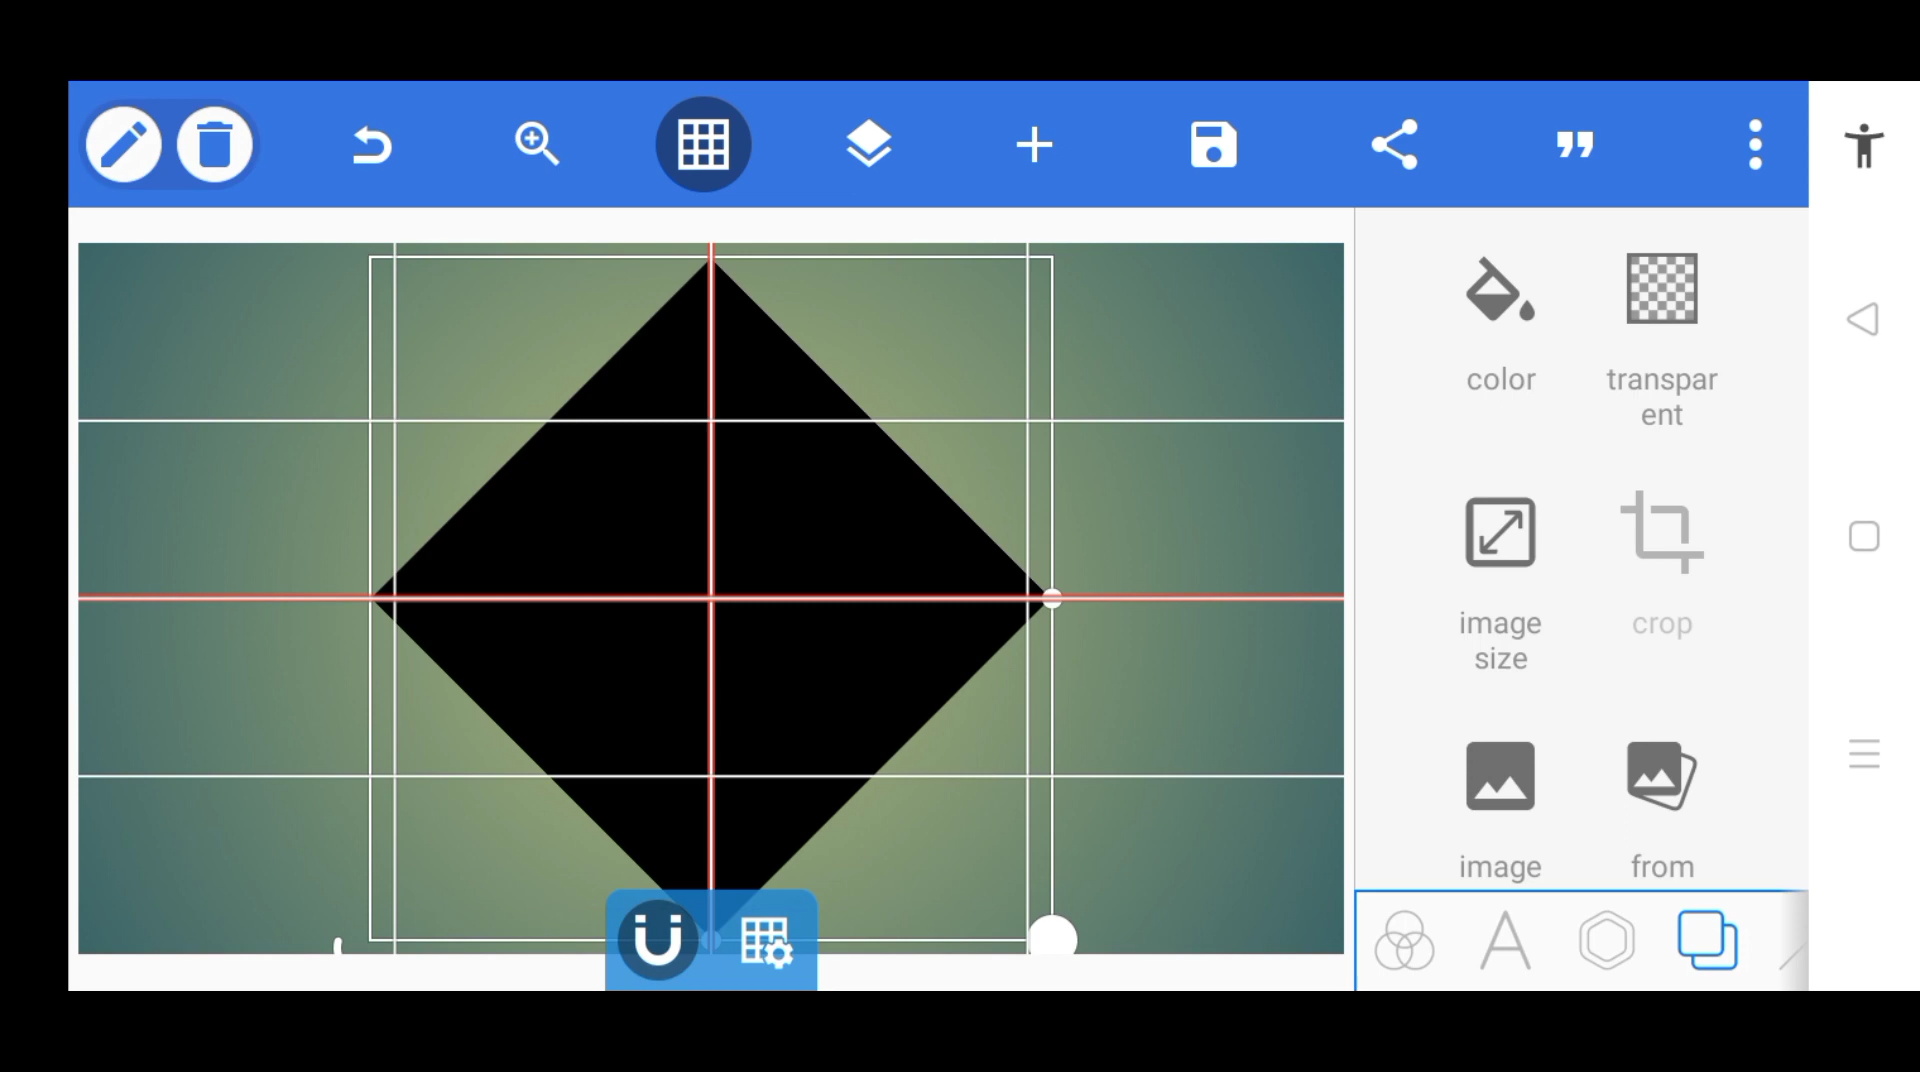 color
transpar
ent
image
size
crop
image
from